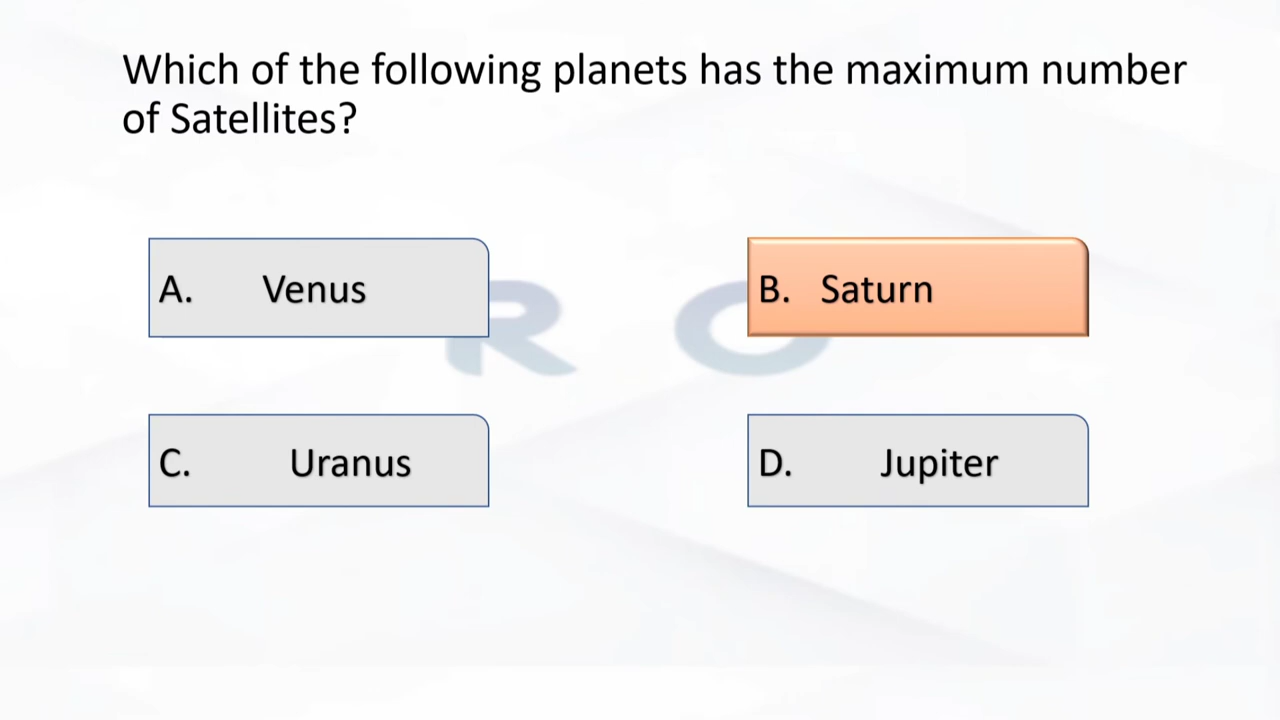 Which of the following planets has the maximum number
of Satellites?
A. Venus
B. Saturn
R O
C. Uranus
D. Jupiter